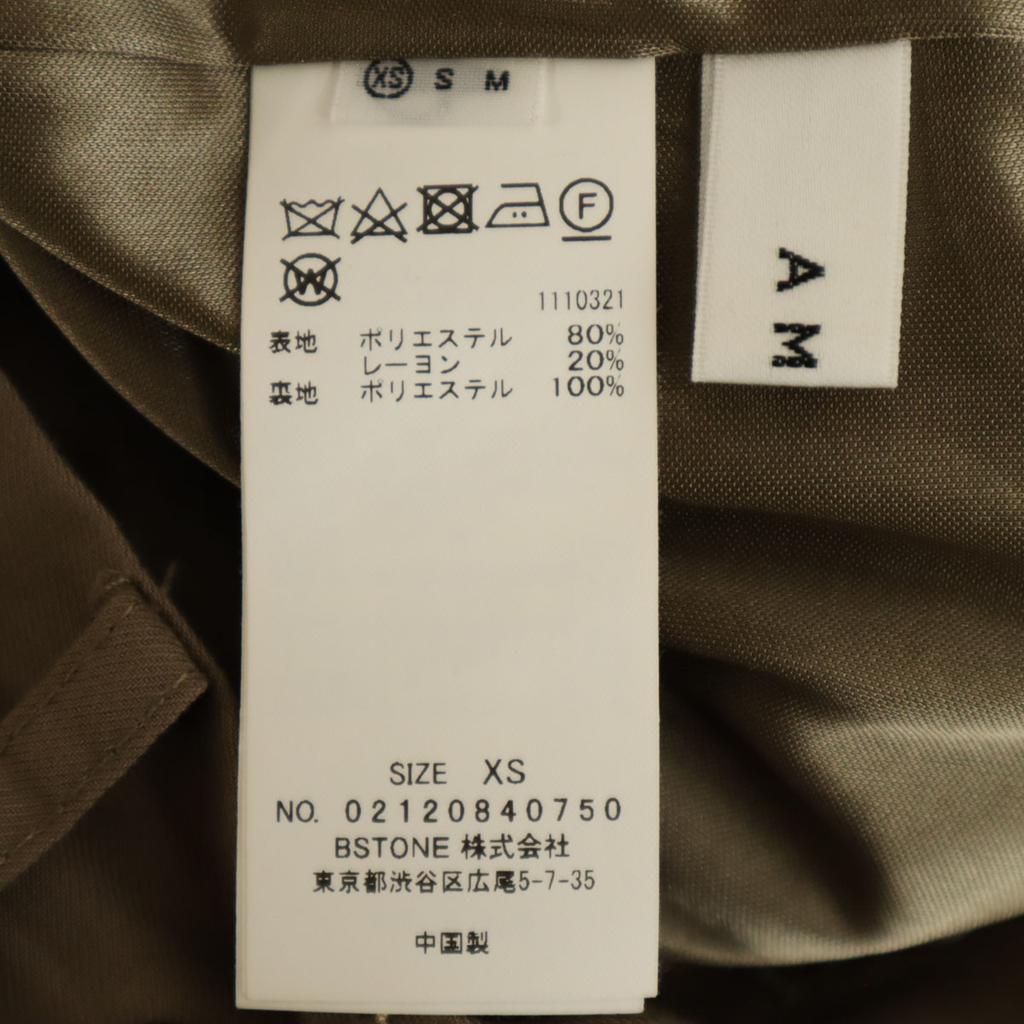 XS S M
F
W
1110321
表地 ポリエステル 80%
レーヨン 20%
裏地 ポリエステル 100%
SIZE XS
NO. 02120840750
BSTONE 株式会社
東京都渋谷区広尾5-7-35
中国製
A M